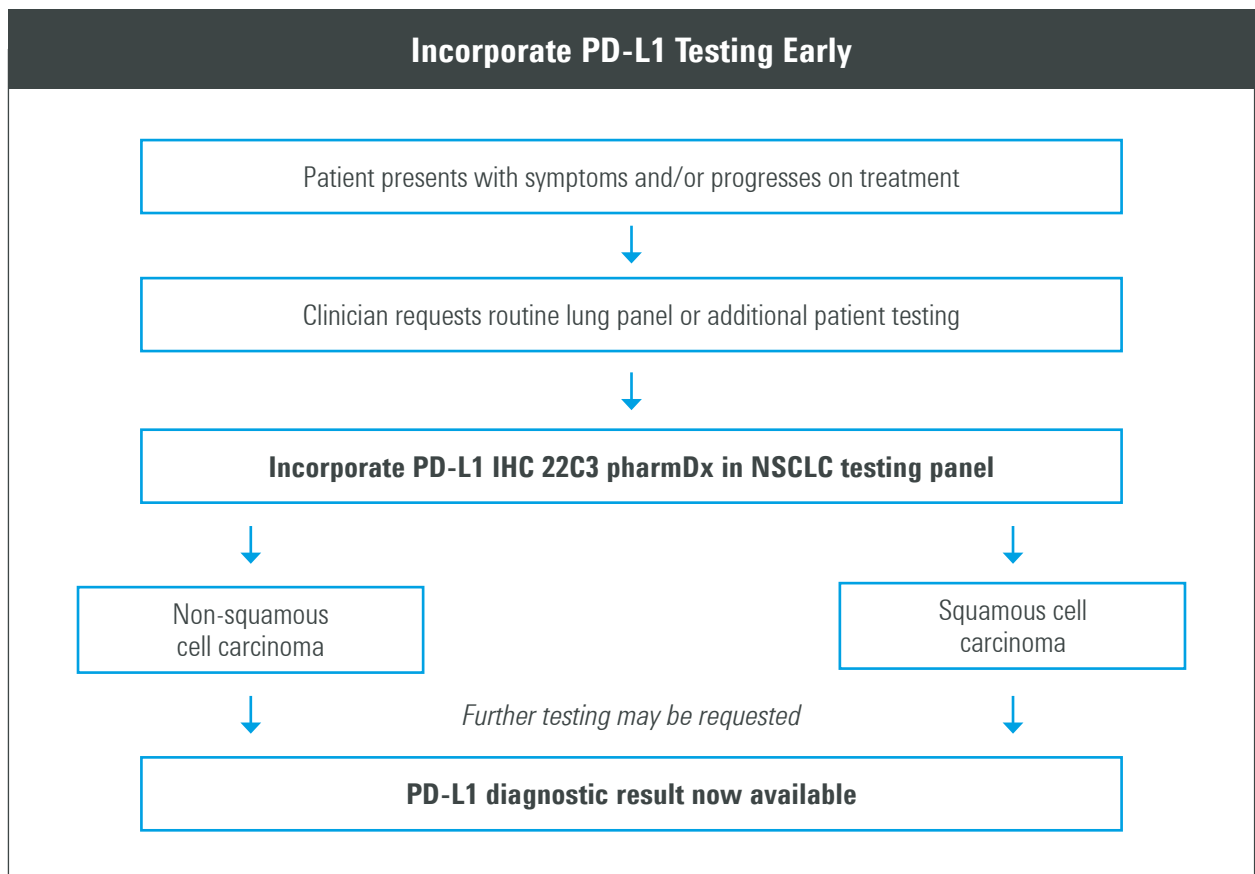 Incorporate PD-L1 Testing Early
Patient presents with symptoms and/or progresses on treatment
Clinician requests routine lung panel or additional patient testing
Incorporate PD-L1 IHC 22C3 pharmDx in NSCLC testing panel
Non-squamous
cell carcinoma
Squamous cell
carcinoma
Further testing may be requested
PD-L1 diagnostic result now available